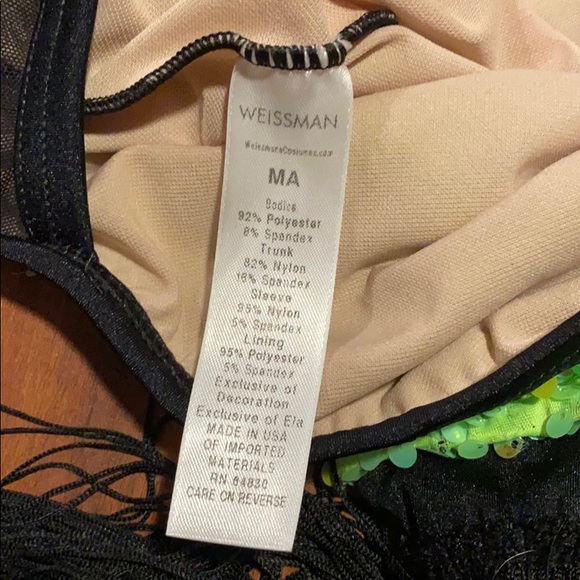 WEISSMAN
WeissmansCostumes.com
MA
Bodice
92% Polyester
8% Spandex
Trunk
82% Nylon
18% Spandex
Sleeve
95% Nylon
5% Spandex
Lining
95% Polyester
5% Spandex
Exclusive of
Decoration
Exclusive of Ela
MADE IN USA
OF IMPORTED
MATERIALS
RN 64830
CARE ON REVERSE